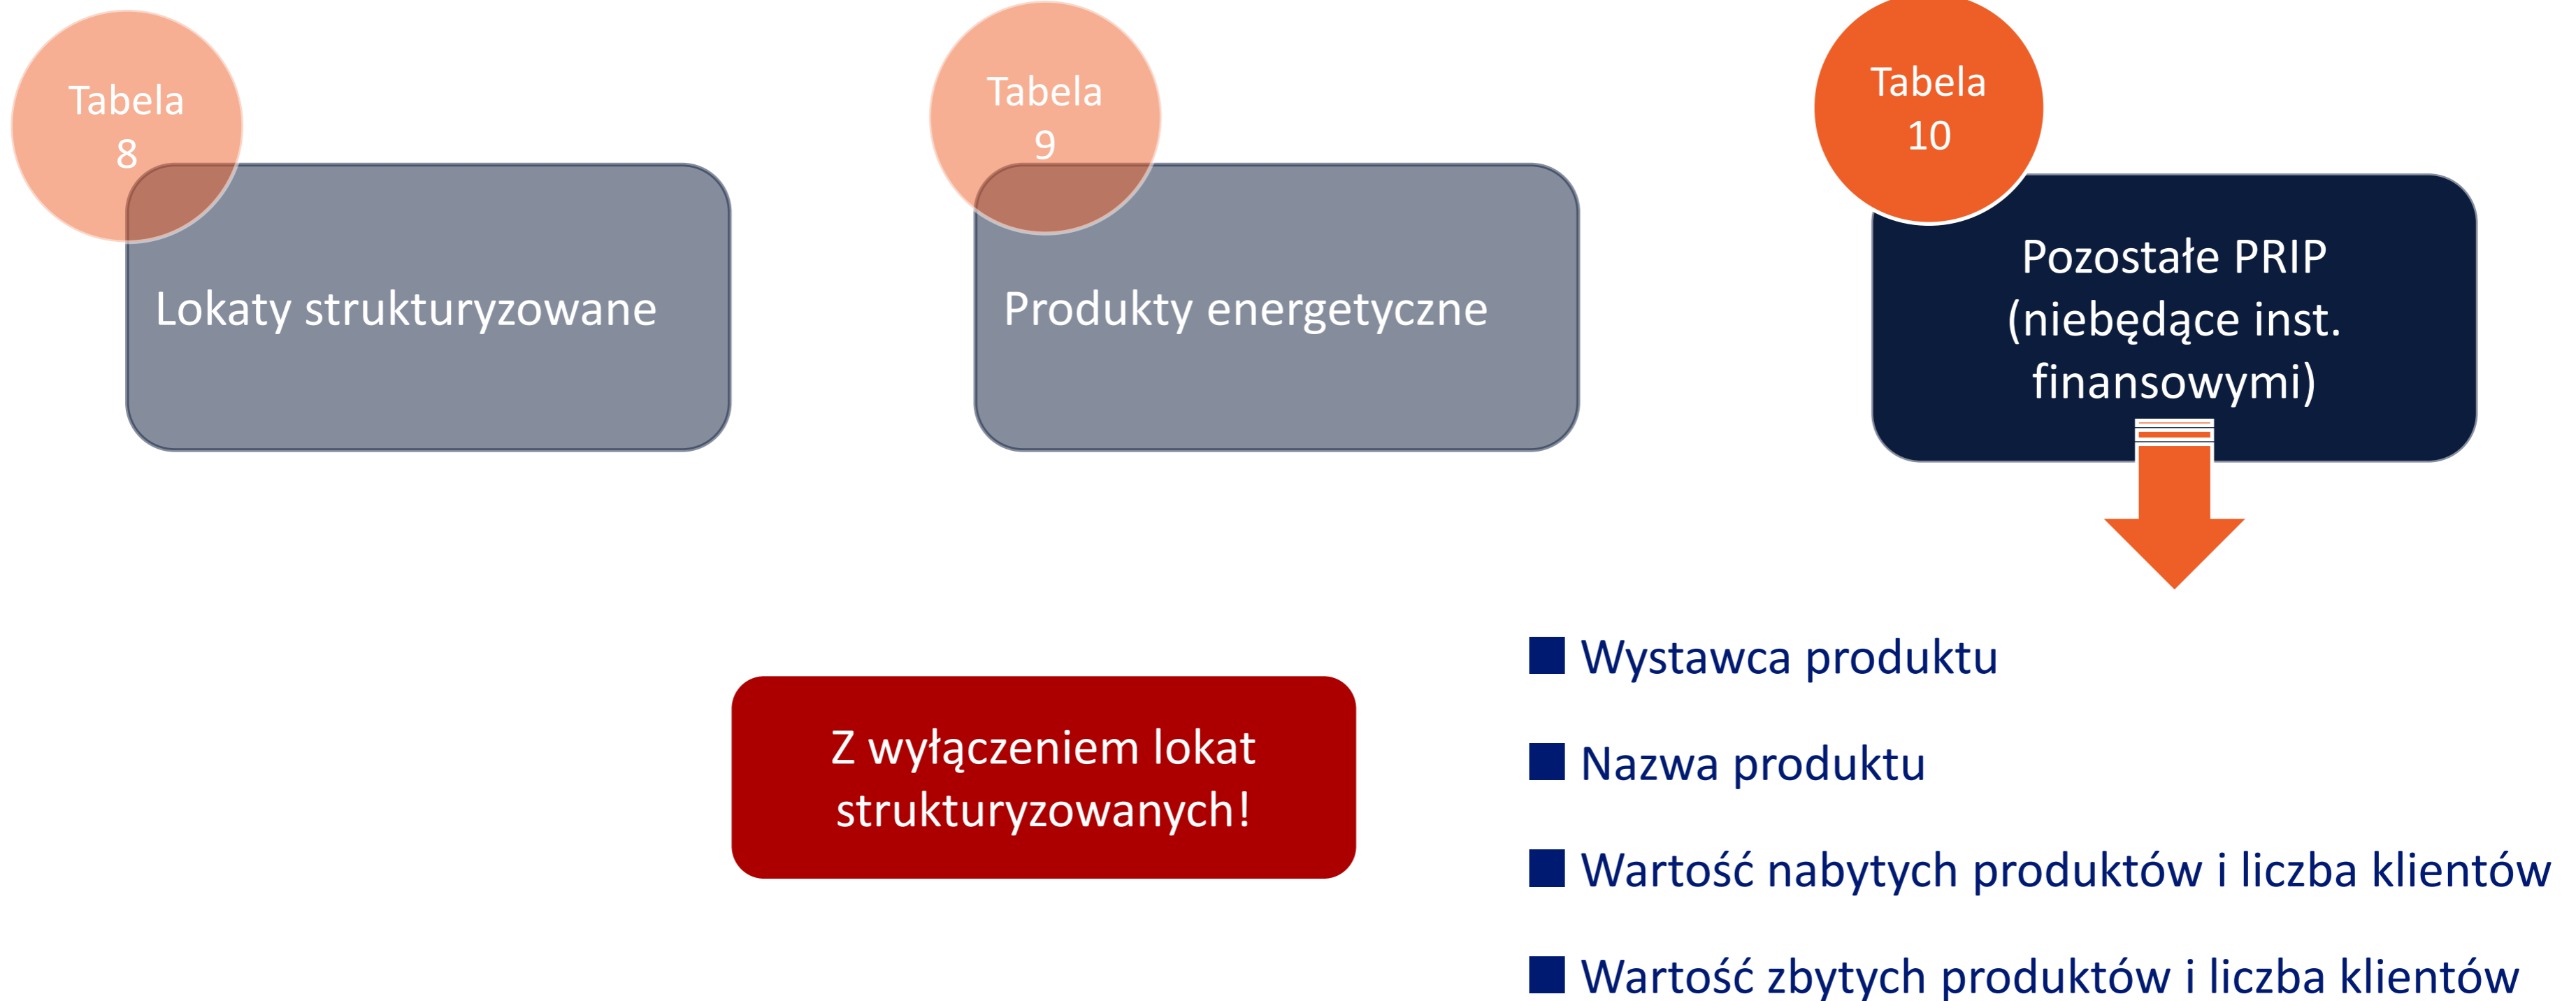 Tabela
8
Lokaty strukturyzowane
Tabela
9
Produkty energetyczne
Tabela
10
Pozostałe PRIP
(niebędące inst.
finansowymi)
Z wyłączeniem lokat
strukturyzowanych!
Wystawca produktu
Nazwa produktu
Wartość nabytych produktów i liczba klientów
Wartość zbytych produktów i liczba klientów